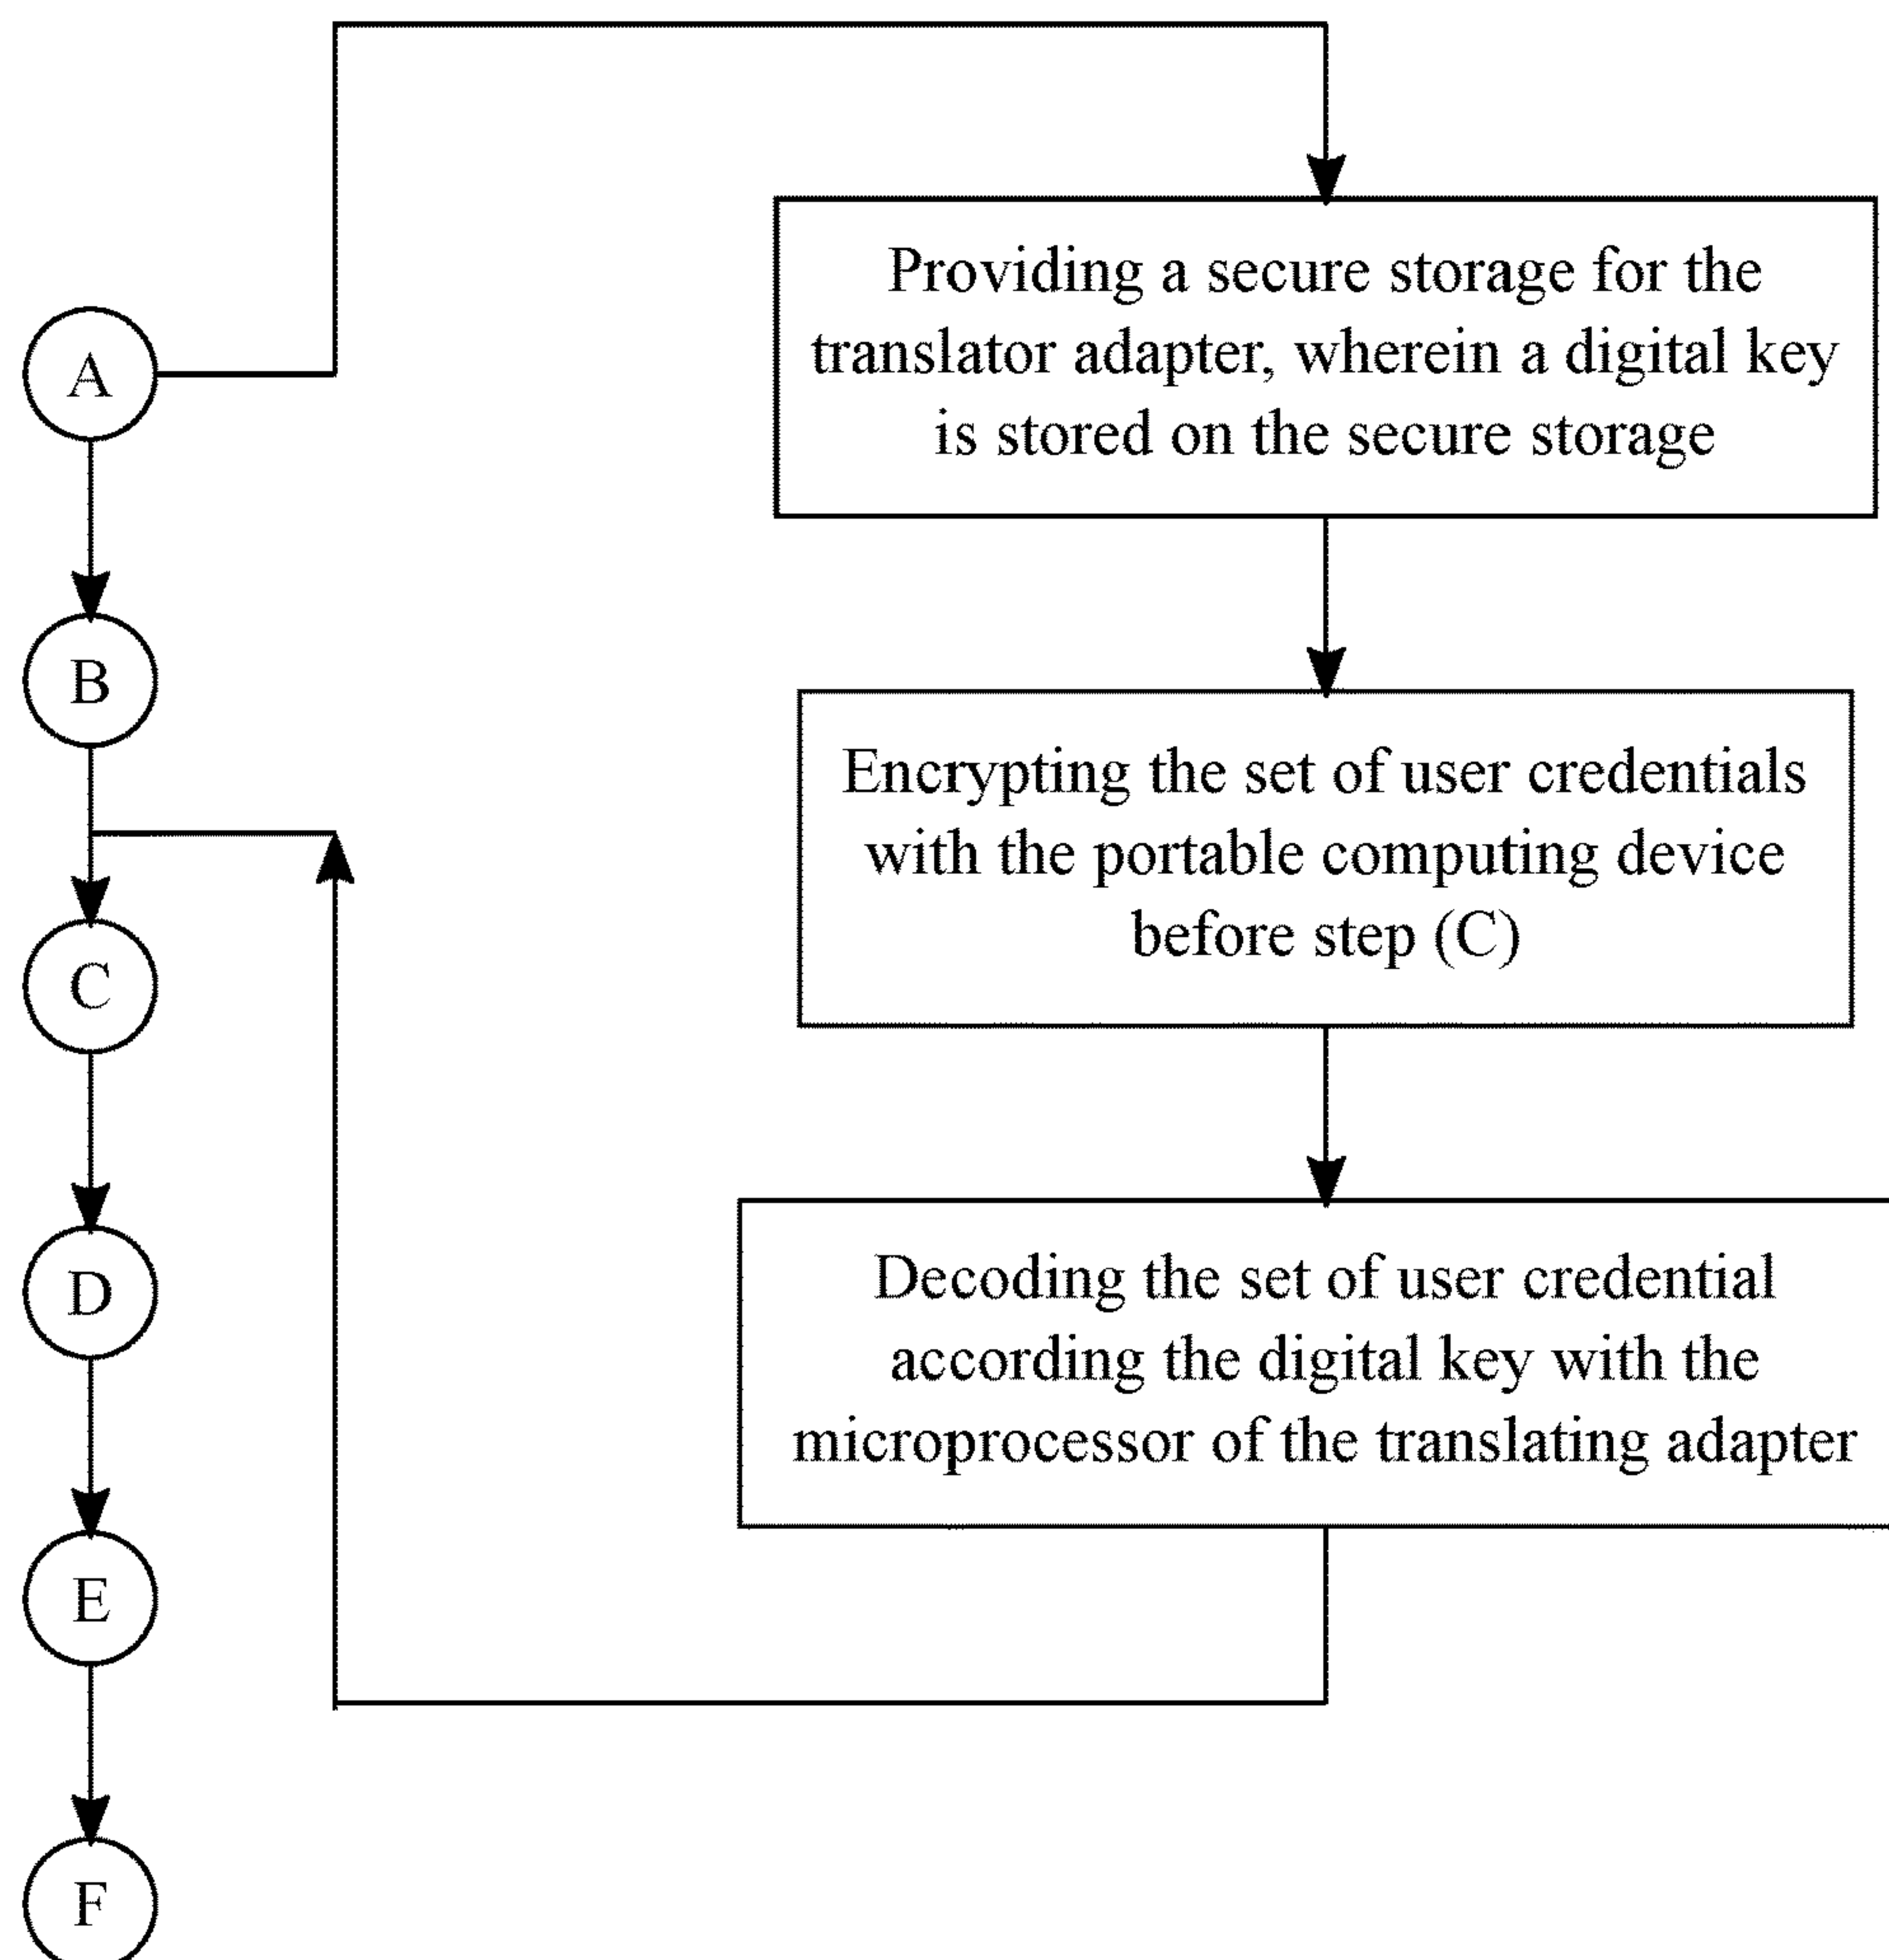 A
Providing a secure storage for the
translator adapter, wherein a digital key
is stored on the secure storage
B
Encrypting the set of user credentials
with the portable computing device
before step (C)
C
Decoding the set of user credential
according the digital key with the
microprocessor of the translating adapter
D
E
F